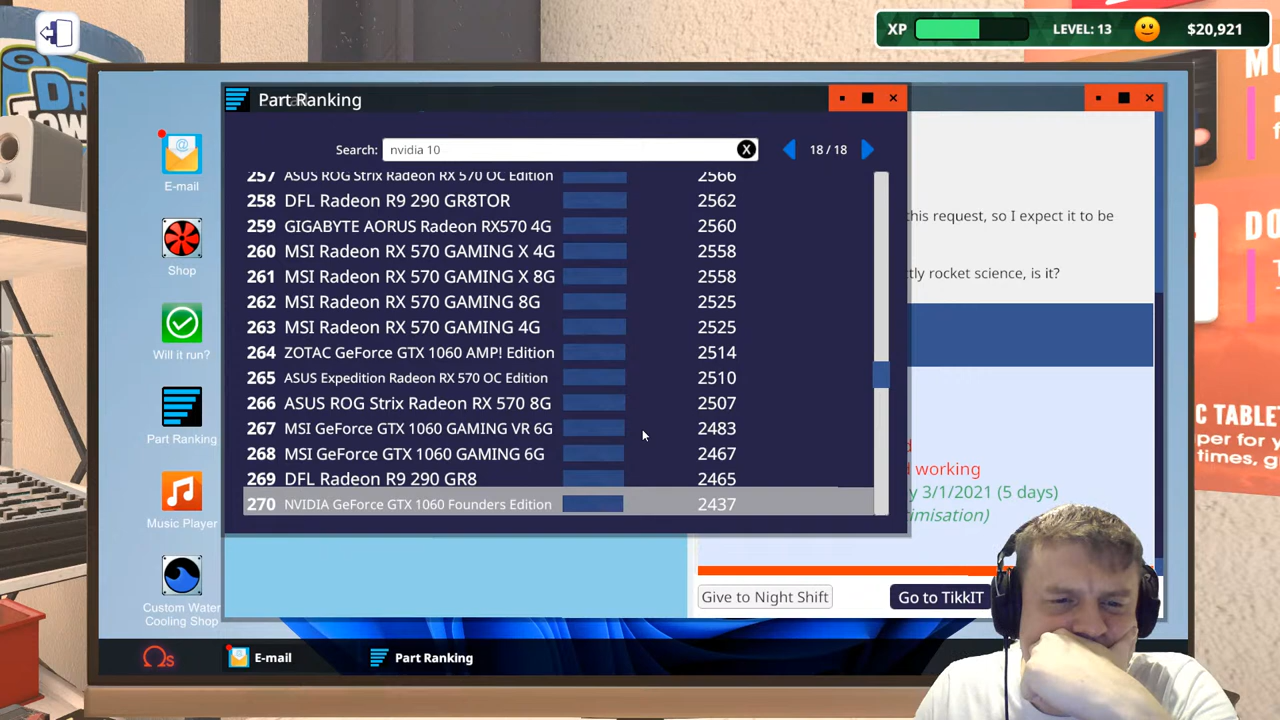 XP
LEVEL: 13
$20,921
Part Ranking
Search:
nvidia 10
X
18 / 18
257 ASUS ROG Strix Radeon RX 570 OC Edition 2566
258 DFL Radeon R9 290 GR8TOR 2562
259 GIGABYTE AORUS Radeon RX570 4G 2560
260 MSI Radeon RX 570 GAMING X 4G 2558
261 MSI Radeon RX 570 GAMING X 8G 2558
262 MSI Radeon RX 570 GAMING 8G 2525
263 MSI Radeon RX 570 GAMING 4G 2525
264 ZOTAC GeForce GTX 1060 AMP! Edition 2514
265 ASUS Expedition Radeon RX 570 OC Edition 2510
266 ASUS ROG Strix Radeon RX 570 8G 2507
267 MSI GeForce GTX 1060 GAMING VR 6G 2483
268 MSI GeForce GTX 1060 GAMING 6G 2467
269 DFL Radeon R9 290 GR8 2465
270 NVIDIA GeForce GTX 1060 Founders Edition 2437
this request, so I expect it to be
ctly rocket science, is it?
working
y 3/1/2021 (5 days)
imisation)
Give to Night Shift
Go to TikkIT
E-mail
Shop
Will it run?
Part Ranking
Music Player
Custom Water
Cooling Shop
Ωs
E-mail
Part Ranking
DO
C TABLET
per for y
times, g